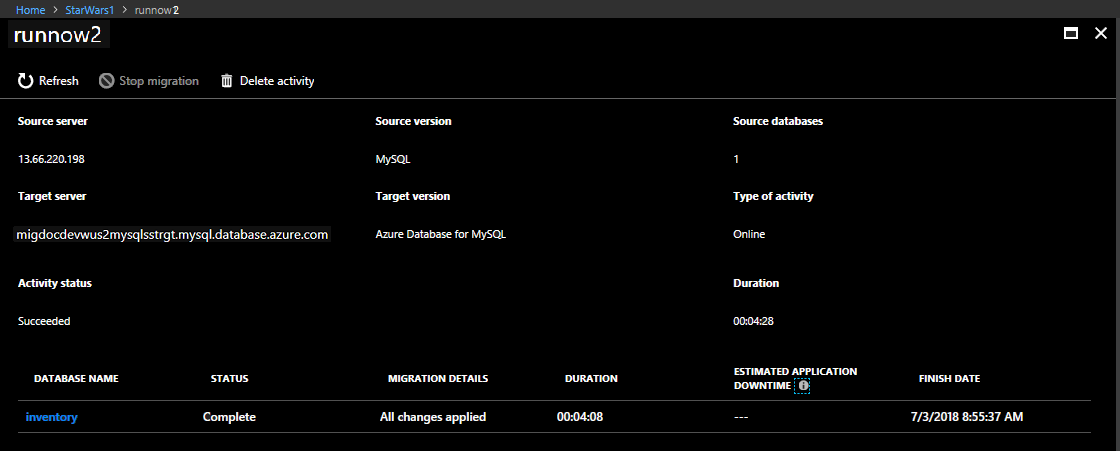 Home > StarWars1 > runnow2
runnow2
Refresh Stop migration Delete activity
Source server Source version Source databases
13.66.220.198 MySQL 1
Target server Target version Type of activity
migdocdevwus2mysqlsstrgt.mysql.database.azure.com Azure Database for MySQL Online
Activity status Duration
Succeeded 00:04:28
DATABASE NAME STATUS MIGRATION DETAILS DURATION ESTIMATED APPLICATION DOWNTIME FINISH DATE
inventory Complete All changes applied 00:04:08 --- 7/3/2018 8:55:37 AM